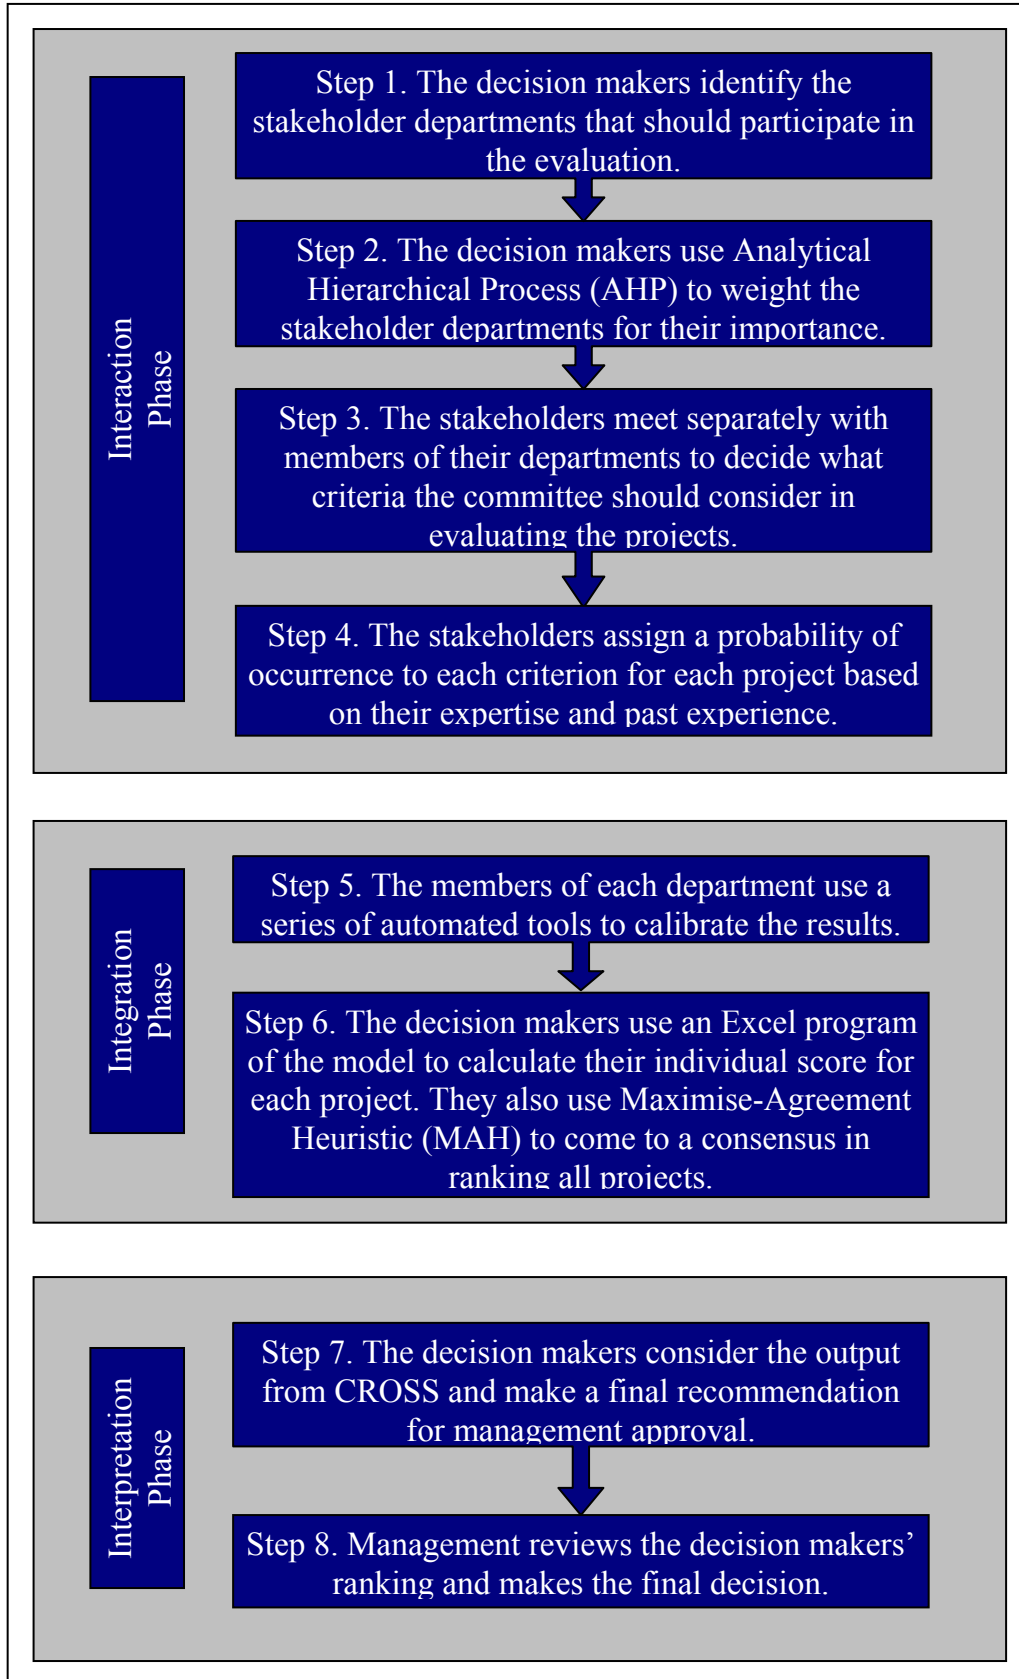 Interaction
Phase
Step 1. The decision makers identify the
stakeholder departments that should participate in
the evaluation.
Step 2. The decision makers use Analytical
Hierarchical Process (AHP) to weight the
stakeholder departments for their importance.
Step 3. The stakeholders meet separately with
members of their departments to decide what
criteria the committee should consider in
evaluating the projects.
Step 4. The stakeholders assign a probability of
occurrence to each criterion for each project based
on their expertise and past experience.
Integration
Phase
Step 5. The members of each department use a
series of automated tools to calibrate the results.
Step 6. The decision makers use an Excel program
of the model to calculate their individual score for
each project. They also use Maximise-Agreement
Heuristic (MAH) to come to a consensus in
ranking all projects.
Interpretation
Phase
Step 7. The decision makers consider the output
from CROSS and make a final recommendation
for management approval.
Step 8. Management reviews the decision makers’
ranking and makes the final decision.